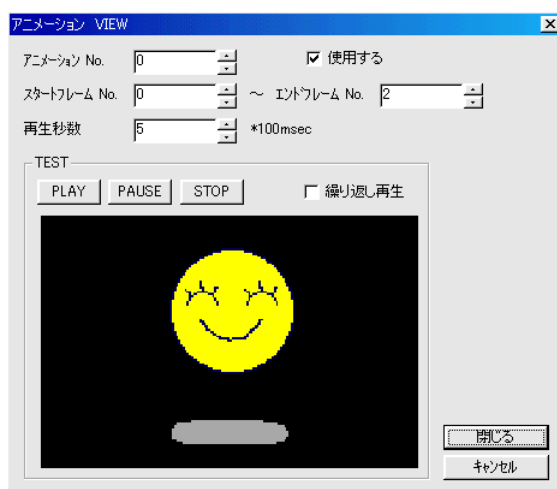 アニメーション VIEW
アニメーション No. 0 使用する
スタートフレーム No. 0 ～ エンドフレーム No. 2
再生秒数 5 *100msec
TEST
PLAY PAUSE STOP 繰り返し再生
閉じる
キャンセル